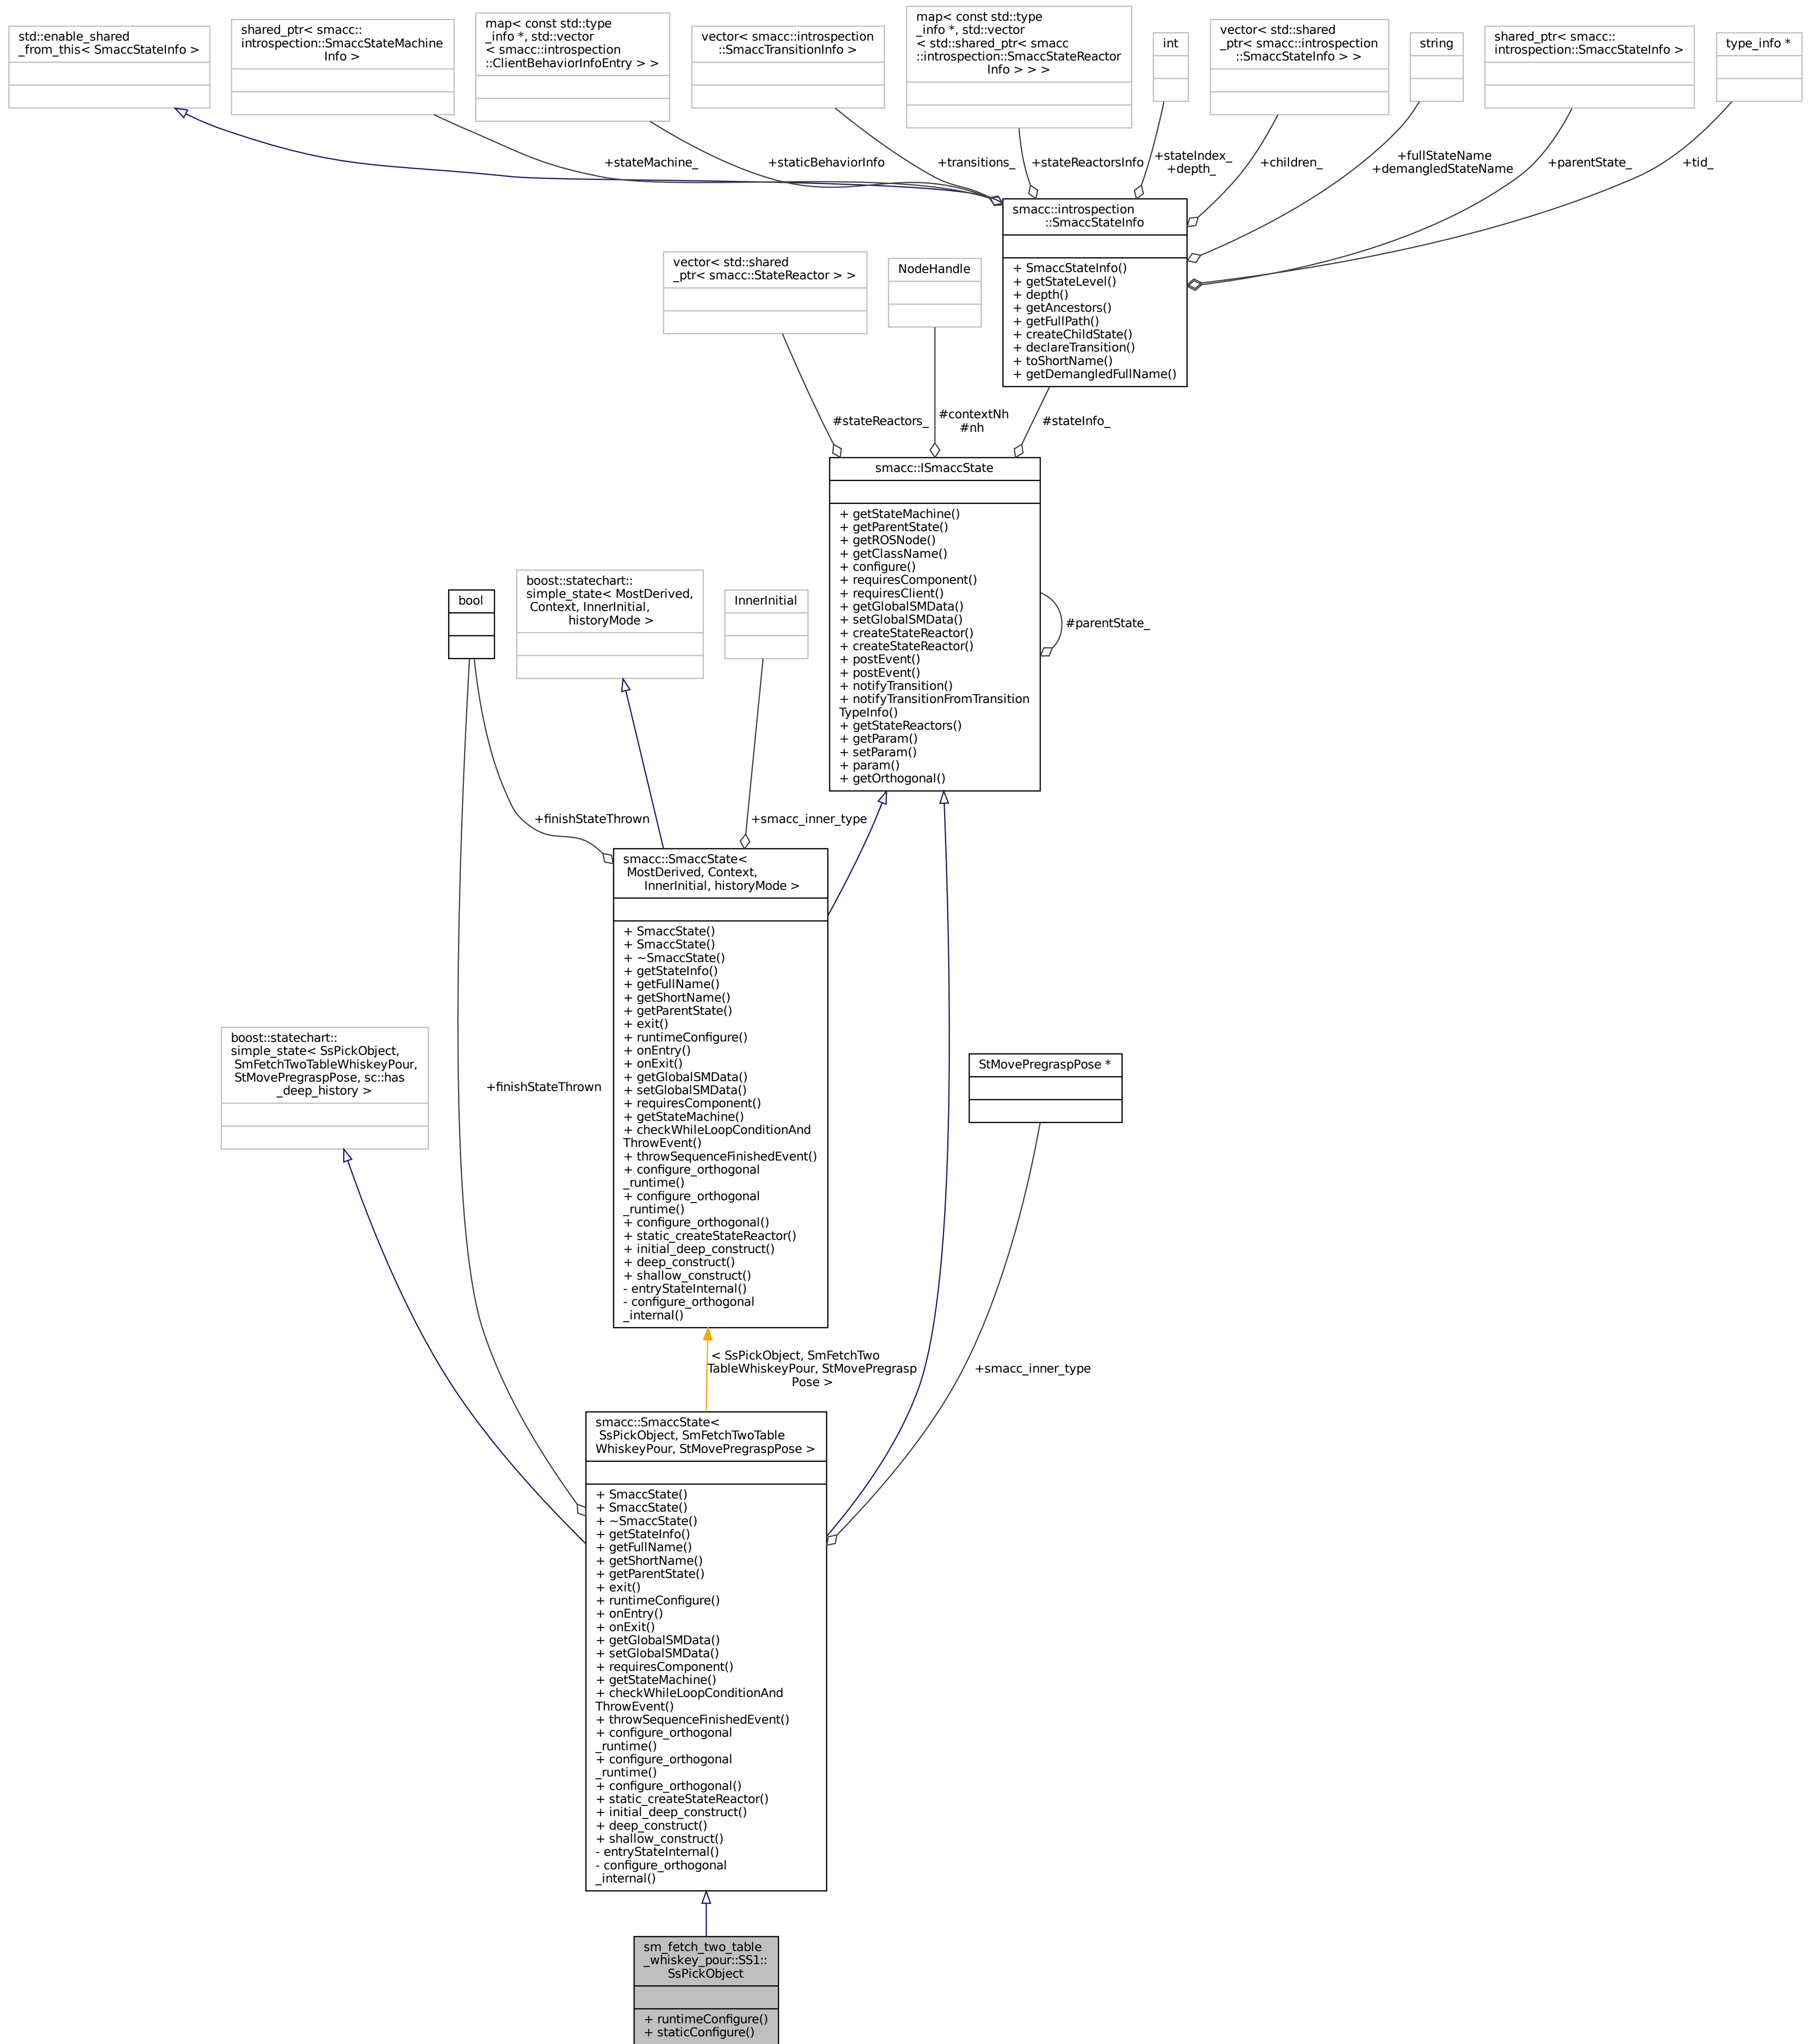 std::enable_shared
_from_this< SmaccStateInfo >
shared_ptr< smacc::
introspection::SmaccStateMachine
Info >
map< const std::type
_info *, std::vector
< smacc::introspection
::ClientBehaviorInfoEntry > >
vector< smacc::introspection
::SmaccTransitionInfo >
map< const std::type
_info *, std::vector
< std::shared_ptr< smacc
::introspection::SmaccStateReactor
Info > > >
int
vector< std::shared
_ptr< smacc::introspection
::SmaccStateInfo > >
string
shared_ptr< smacc::
introspection::SmaccStateInfo >
type_info *
+stateMachine_
+staticBehaviorInfo
+transitions_
+stateReactorsInfo
+stateIndex_
+depth_
+children_
+fullStateName
+demangledStateName
+parentState_
+tid_
smacc::introspection
::SmaccStateInfo
+ SmaccStateInfo()
+ getStateLevel()
+ depth()
+ getAncestors()
+ getFullPath()
+ createChildState()
+ declareTransition()
+ toShortName()
+ getDemangledFullName()
vector< std::shared
_ptr< smacc::StateReactor > >
NodeHandle
#stateReactors_
#contextNh
#nh
#stateInfo_
smacc::ISmaccState
+ getStateMachine()
+ getParentState()
+ getROSNode()
+ getClassName()
+ configure()
+ requiresComponent()
+ requiresClient()
+ getGlobalSMData()
+ setGlobalSMData()
+ createStateReactor()
+ createStateReactor()
+ postEvent()
+ postEvent()
+ notifyTransition()
+ notifyTransitionFromTransition
TypeInfo()
+ getStateReactors()
+ getParam()
+ setParam()
+ param()
+ getOrthogonal()
#parentState_
bool
boost::statechart::
simple_state< MostDerived,
Context, InnerInitial,
historyMode >
InnerInitial
+finishStateThrown
+smacc_inner_type
smacc::SmaccState<
MostDerived, Context,
InnerInitial, historyMode >
+ SmaccState()
+ SmaccState()
+ ~SmaccState()
+ getStateInfo()
+ getFullName()
+ getShortName()
+ getParentState()
+ exit()
+ runtimeConfigure()
+ onEntry()
+ onExit()
+ getGlobalSMData()
+ setGlobalSMData()
+ requiresComponent()
+ getStateMachine()
+ checkWhileLoopConditionAnd
ThrowEvent()
+ throwSequenceFinishedEvent()
+ configure_orthogonal
_runtime()
+ configure_orthogonal
_runtime()
+ configure_orthogonal()
+ static_createStateReactor()
+ initial_deep_construct()
+ deep_construct()
+ shallow_construct()
- entryStateInternal()
- configure_orthogonal
_internal()
boost::statechart::
simple_state< SsPickObject,
SmFetchTwoTableWhiskeyPour,
StMovePregraspPose, sc::has
_deep_history >
+finishStateThrown
StMovePregraspPose *
< SsPickObject, SmFetchTwo
TableWhiskeyPour, StMovePregrasp
Pose >
+smacc_inner_type
smacc::SmaccState<
SsPickObject, SmFetchTwoTable
WhiskeyPour, StMovePregraspPose >
+ SmaccState()
+ SmaccState()
+ ~SmaccState()
+ getStateInfo()
+ getFullName()
+ getShortName()
+ getParentState()
+ exit()
+ runtimeConfigure()
+ onEntry()
+ onExit()
+ getGlobalSMData()
+ setGlobalSMData()
+ requiresComponent()
+ getStateMachine()
+ checkWhileLoopConditionAnd
ThrowEvent()
+ throwSequenceFinishedEvent()
+ configure_orthogonal
_runtime()
+ configure_orthogonal
_runtime()
+ configure_orthogonal()
+ static_createStateReactor()
+ initial_deep_construct()
+ deep_construct()
+ shallow_construct()
- entryStateInternal()
- configure_orthogonal
_internal()
sm_fetch_two_table
_whiskey_pour::SS1::
SsPickObject
+ runtimeConfigure()
+ staticConfigure()